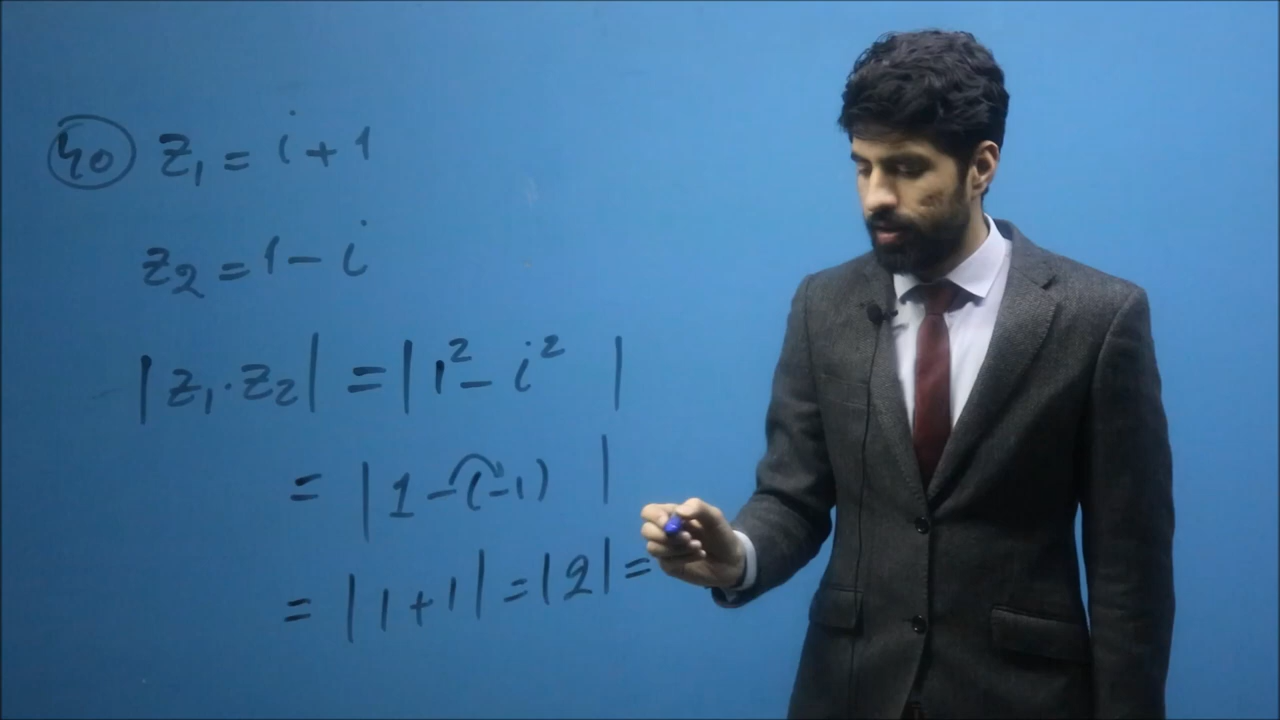 40 z₁ = i + 1
z₂ = 1 - i
|z₁·z₂| = |1² - i²|
= |1 - (-1)|
= |1 + 1| = |2| =